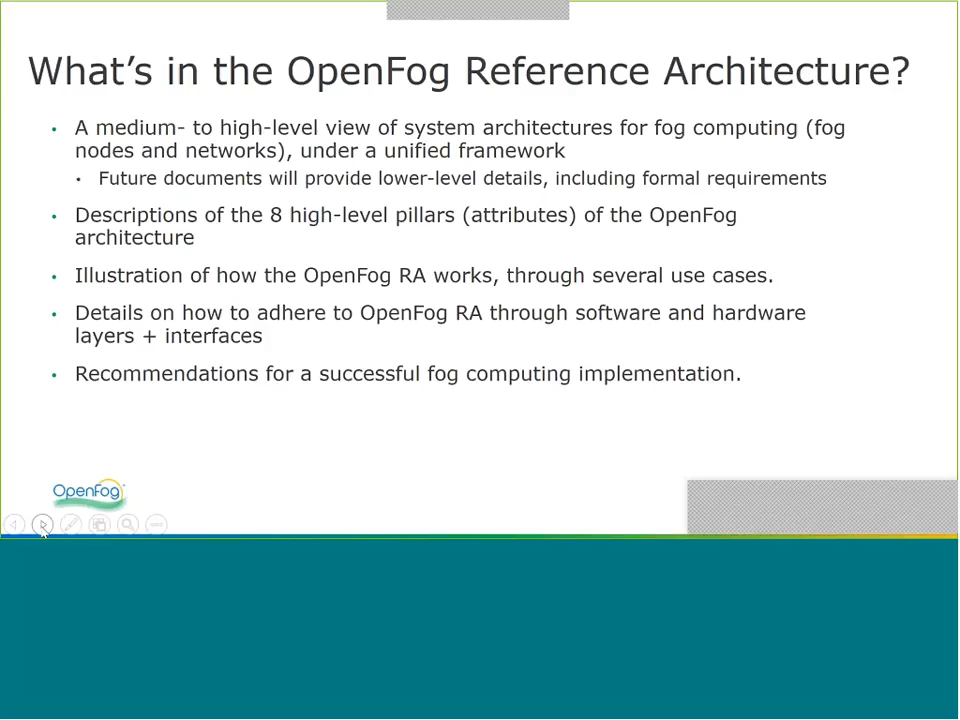 What’s in the OpenFog Reference Architecture?
• A medium- to high-level view of system architectures for fog computing (fog
nodes and networks), under a unified framework
• Future documents will provide lower-level details, including formal requirements
• Descriptions of the 8 high-level pillars (attributes) of the OpenFog
architecture
• Illustration of how the OpenFog RA works, through several use cases.
• Details on how to adhere to OpenFog RA through software and hardware
layers + interfaces
• Recommendations for a successful fog computing implementation.
OpenFog